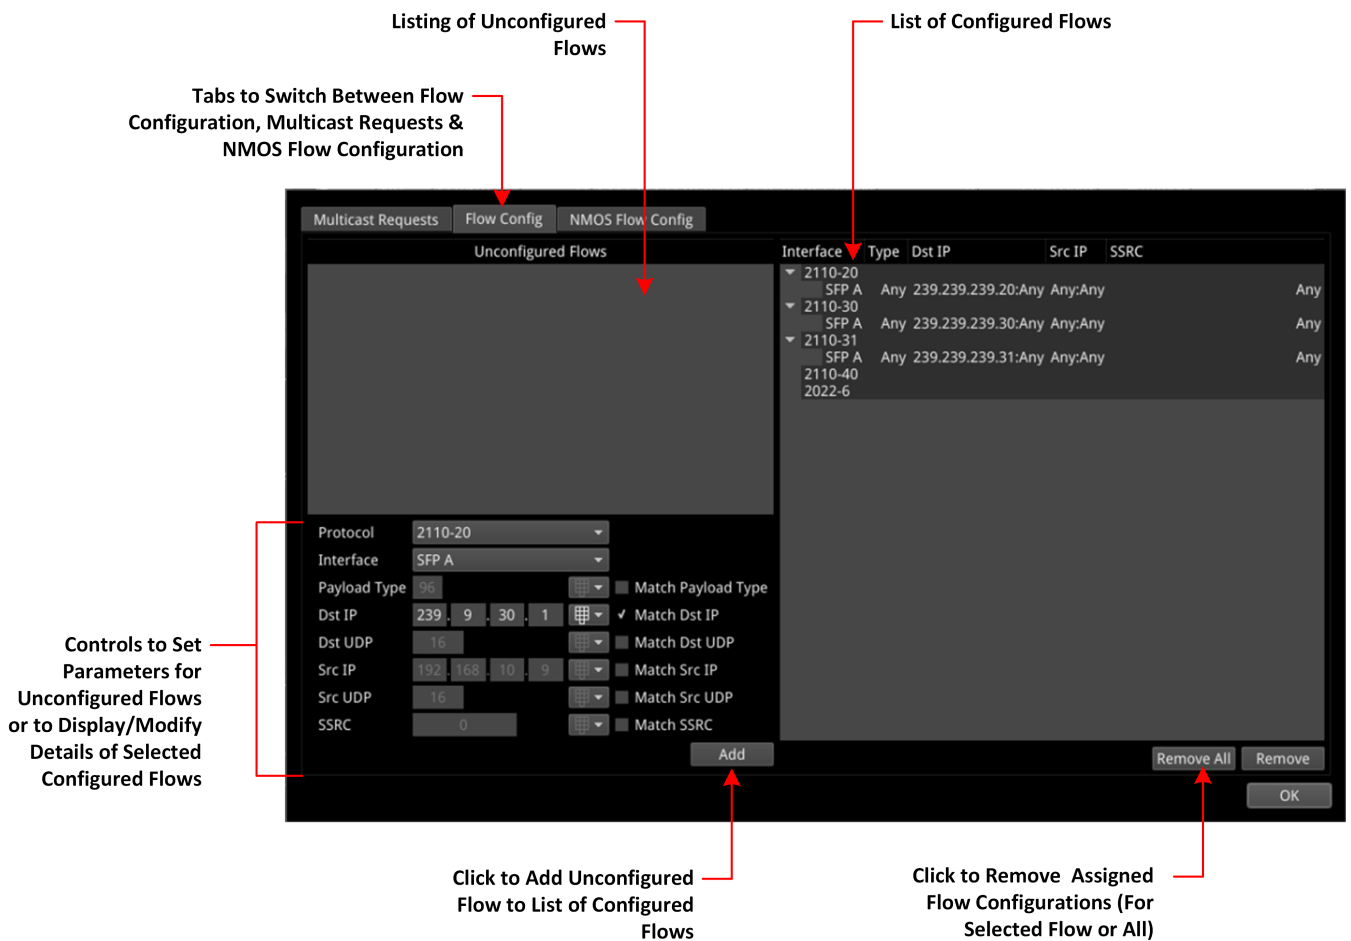 Listing of Unconfigured
Flows
List of Configured Flows
Tabs to Switch Between Flow
Configuration, Multicast Requests &
NMOS Flow Configuration
Multicast Requests
Flow Config
NMOS Flow Config
Unconfigured Flows
Interface Type Dst IP Src IP SSRC
2110-20
SFP A Any 239.239.239.20:Any Any:Any Any
2110-30
SFP A Any 239.239.239.30:Any Any:Any Any
2110-31
SFP A Any 239.239.239.31:Any Any:Any Any
2110-40
2022-6
Protocol 2110-20
Interface SFP A
Payload Type 96 Match Payload Type
Dst IP 239 . 9 . 30 . 1 Match Dst IP
Dst UDP 16 Match Dst UDP
Src IP 192 . 168 . 10 . 9 Match Src IP
Src UDP 16 Match Src UDP
SSRC 0 Match SSRC
Add
Remove All Remove
OK
Controls to Set
Parameters for
Unconfigured Flows
or to Display/Modify
Details of Selected
Configured Flows
Click to Add Unconfigured
Flow to List of Configured
Flows
Click to Remove Assigned
Flow Configurations (For
Selected Flow or All)